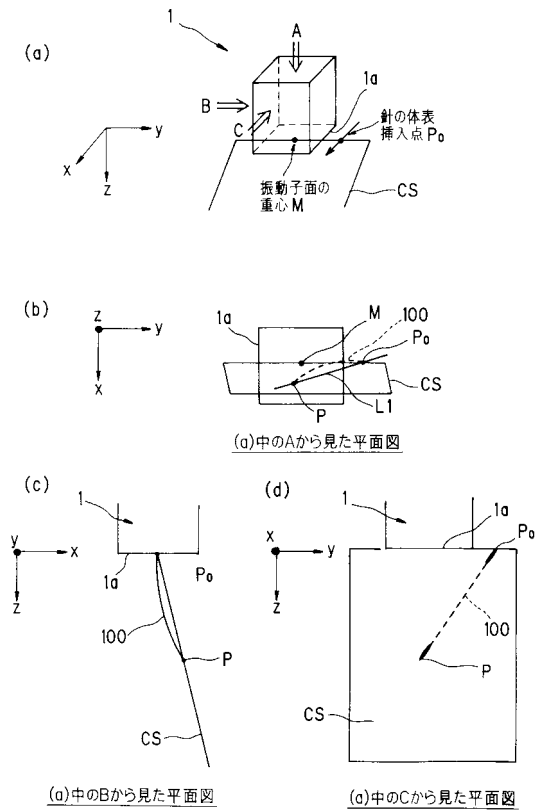 (a)
1
A
B
C
1a
針の体表
挿入点 P₀
振動子面の
重心 M
CS
y
x
z
(b)
z
y
x
1a
M
100
P₀
CS
P
L1
(a)中のAから見た平面図
(c)
1
y
x
z
1a
P₀
100
P
CS
(a)中のBから見た平面図
(d)
1
1a
x
y
z
P₀
100
P
CS
(a)中のCから見た平面図